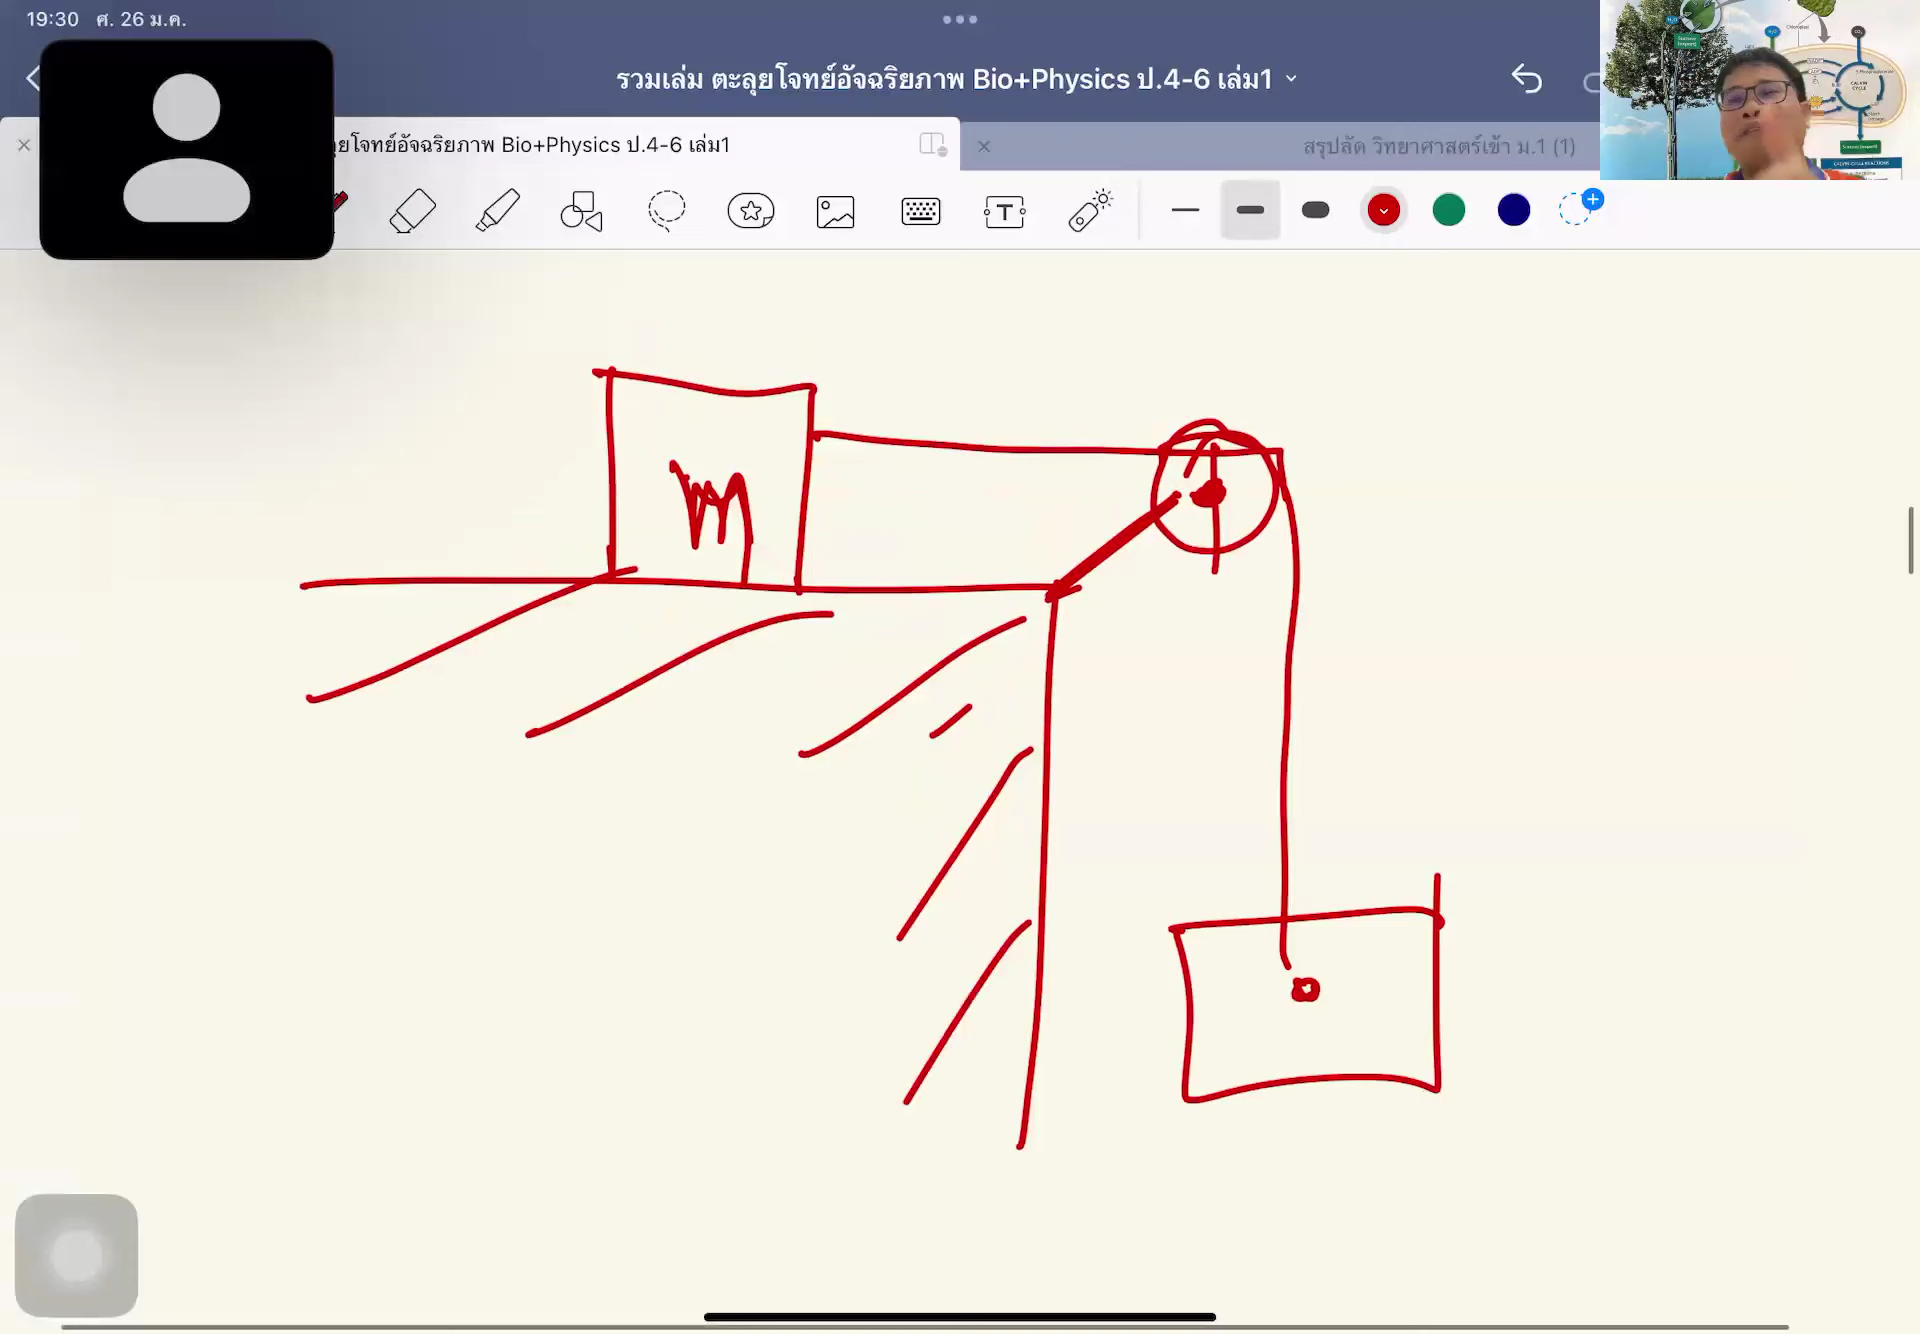 19:30 ศ. 26 ม.ค.
รวมเล่ม ตะลุยโจทย์อัจฉริยภาพ Bio+Physics ป.4-6 เล่ม1
ยโจทย์อัจฉริยภาพ Bio+Physics ป.4-6 เล่ม1
สรุปลัด วิทยาศาสตร์เข้า ม.1 (1)
T
m
CALVIN CYCLE